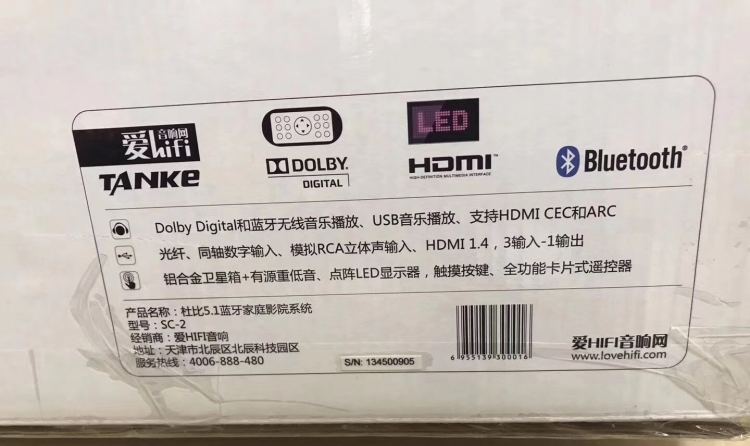 爱hifi音响网
TANKE
DOLBY
DIGITAL
LED
HDMI™
HIGH-DEFINITION MULTIMEDIA INTERFACE
Bluetooth®
Dolby Digital和蓝牙无线音乐播放、USB音乐播放、支持HDMI CEC和ARC
光纤、同轴数字输入、模拟RCA立体声输入、HDMI 1.4，3输入-1输出
铝合金卫星箱+有源重低音、点阵LED显示器，触摸按键、全功能卡片式遥控器
产品名称：杜比5.1蓝牙家庭影院系统
型号：SC-2
经销商：爱HIFI音响
地址：天津市北辰区北辰科技园区
服务热线：4006-888-480
S/N: 134500905
6 955139 300016
爱HIFI音响网
www.lovehifi.com